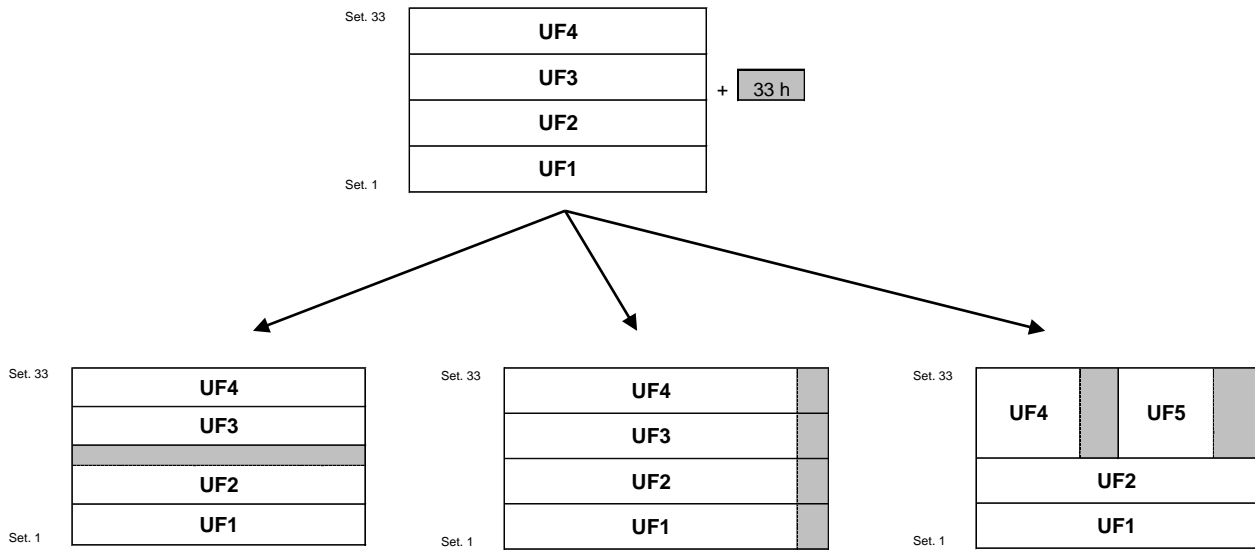 Set. 33
UF4
UF3
+ 33 h
UF2
UF1
Set. 1
Set. 33
UF4
UF3
UF2
UF1
Set. 1
Set. 33
UF4
UF3
UF2
UF1
Set. 1
Set. 33
UF4 UF5
UF2
UF1
Set. 1